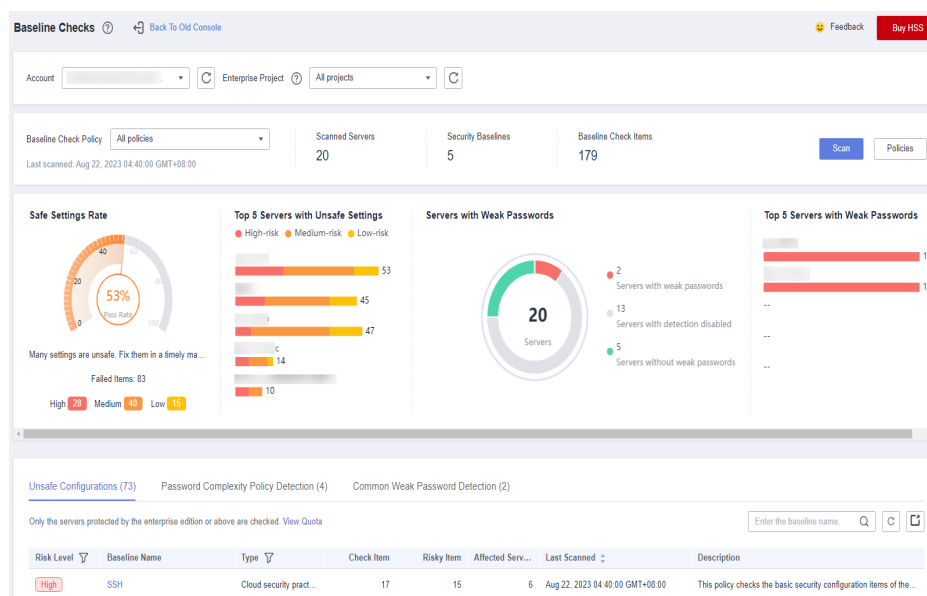 Baseline Checks ? Back To Old Console Feedback Buy HSS
Account Enterprise Project ? All projects
Baseline Check Policy All policies
Last scanned: Aug 22, 2023 04:40:00 GMT+08:00
Scanned Servers
20
Security Baselines
5
Baseline Check Items
179
Scan Policies
Safe Settings Rate
0 20 40 60 80 100
53%
Pass Rate
Many settings are unsafe. Fix them in a timely ma...
Failed Items: 83
High 28 Medium 40 Low 15
Top 5 Servers with Unsafe Settings
High-risk Medium-risk Low-risk
53
45
47
c
14
10
Servers with Weak Passwords
20
Servers
2
Servers with weak passwords
13
Servers with detection disabled
5
Servers without weak passwords
Top 5 Servers with Weak Passwords
1
1
--
--
--
Unsafe Configurations (73) Password Complexity Policy Detection (4) Common Weak Password Detection (2)
Only the servers protected by the enterprise edition or above are checked. View Quota
Enter the baseline name.
Risk Level Baseline Name Type Check Item Risky Item Affected Serv... Last Scanned Description
High SSH Cloud security pract... 17 15 6 Aug 22, 2023 04:40:00 GMT+08:00 This policy checks the basic security configuration items of the...